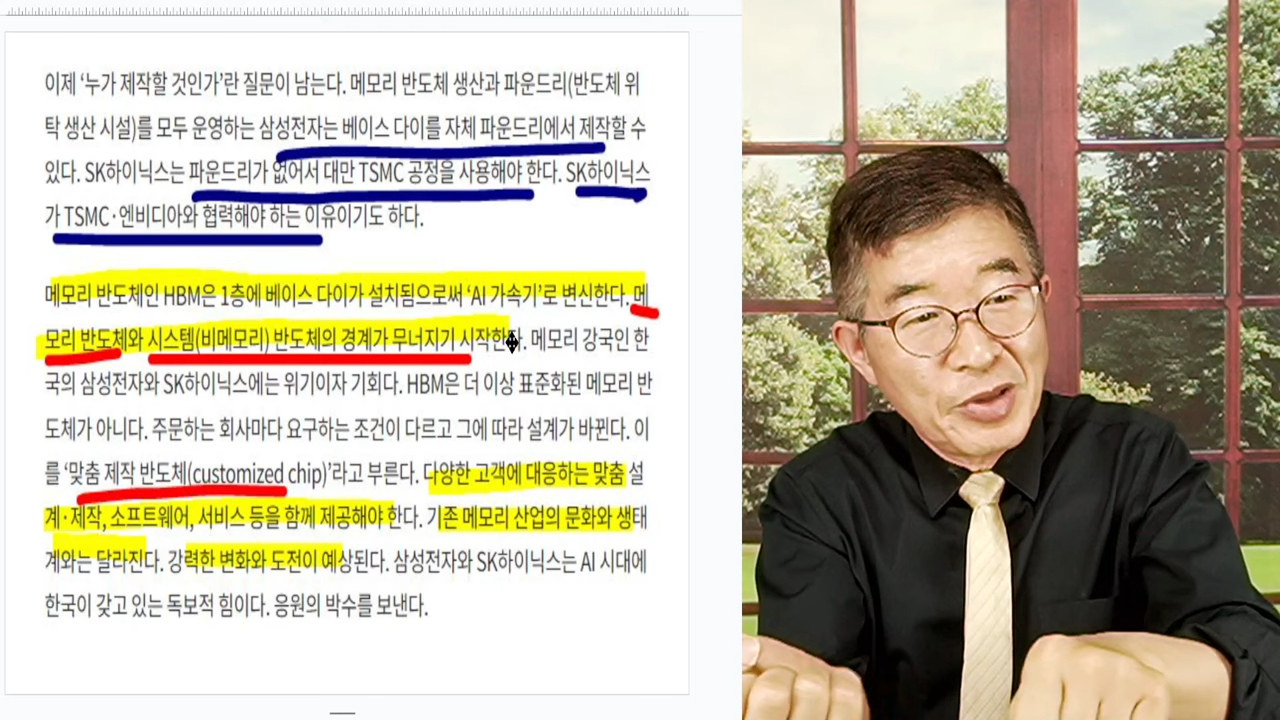 이제 ‘누가 제작할 것인가’란 질문이 남는다. 메모리 반도체 생산과 파운드리(반도체 위
탁 생산 시설)를 모두 운영하는 삼성전자는 베이스 다이를 자체 파운드리에서 제작할 수
있다. SK하이닉스는 파운드리가 없어서 대만 TSMC 공정을 사용해야 한다. SK하이닉스
가 TSMC·엔비디아와 협력해야 하는 이유이기도 하다.
메모리 반도체인 HBM은 1층에 베이스 다이가 설치됨으로써 ‘AI 가속기’로 변신한다. 메
모리 반도체와 시스템(비메모리) 반도체의 경계가 무너지기 시작한다. 메모리 강국인 한
국의 삼성전자와 SK하이닉스에는 위기이자 기회다. HBM은 더 이상 표준화된 메모리 반
도체가 아니다. 주문하는 회사마다 요구하는 조건이 다르고 그에 따라 설계가 바뀐다. 이
를 ‘맞춤 제작 반도체(customized chip)’라고 부른다. 다양한 고객에 대응하는 맞춤 설
계·제작, 소프트웨어, 서비스 등을 함께 제공해야 한다. 기존 메모리 산업의 문화와 생태
계와는 달라진다. 강력한 변화와 도전이 예상된다. 삼성전자와 SK하이닉스는 AI 시대에
한국이 갖고 있는 독보적 힘이다. 응원의 박수를 보낸다.